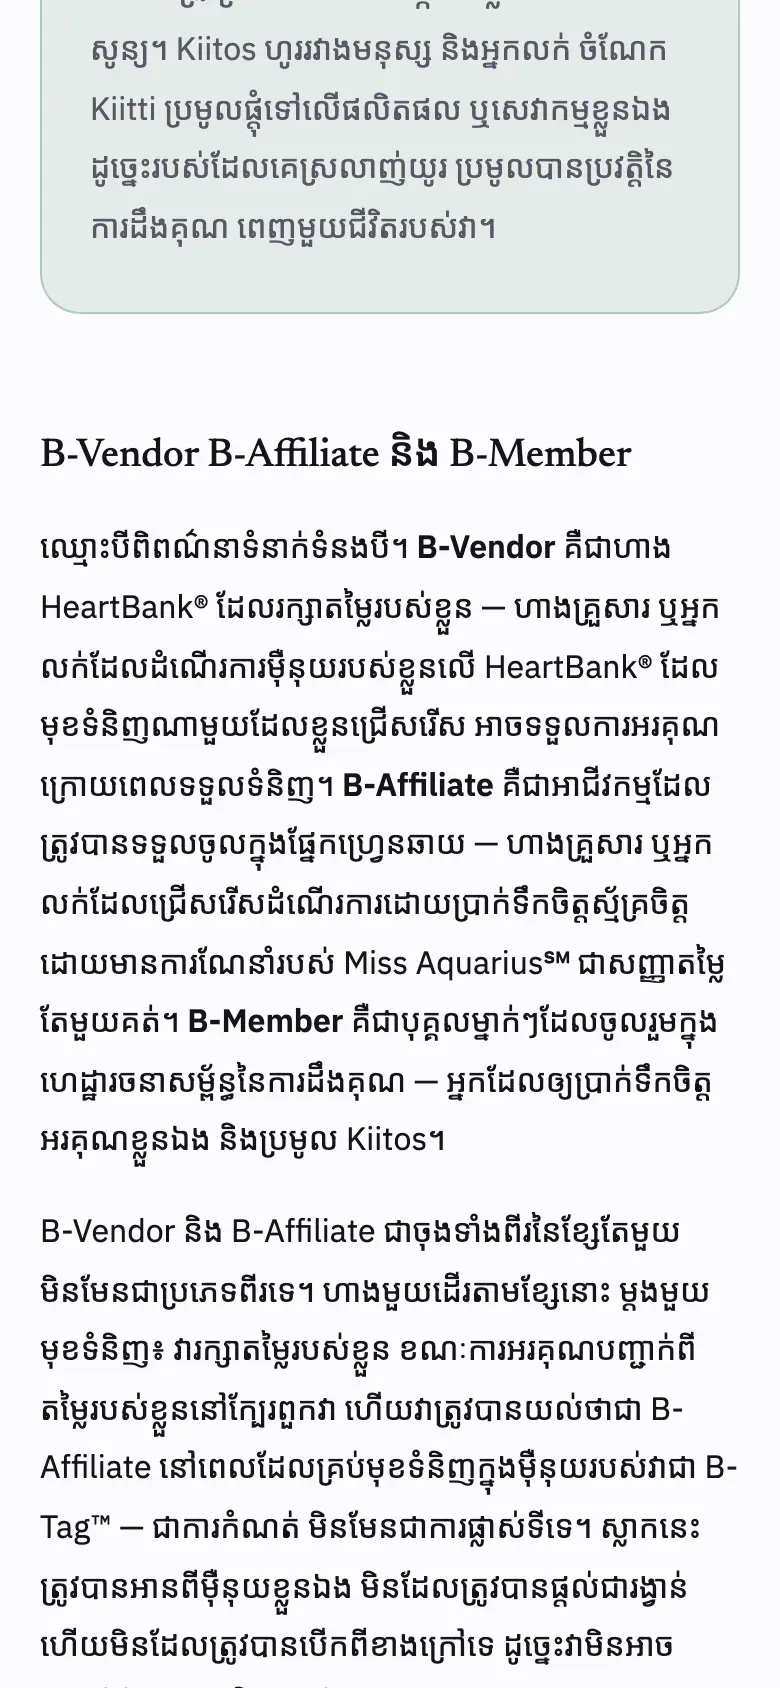 សូន្យ។ Kiitos ហូររវាងមនុស្ស និងអ្នកលក់ ចំណែក
Kiitti ប្រមូលផ្តុំទៅលើផលិតផល ឬសេវាកម្មខ្លួនឯង
ដូច្នេះរបស់ដែលគេស្រលាញ់យូរ ប្រមូលបានប្រវត្តិនៃ
ការដឹងគុណ ពេញមួយជីវិតរបស់វា។
B-Vendor B-Affiliate និង B-Member
ឈ្មោះបីពិពណ៌នាទំនាក់ទំនងបី។ B-Vendor គឺជាហាង
HeartBank® ដែលរក្សាតម្លៃរបស់ខ្លួន — ហាងគ្រួសារ ឬអ្នក
លក់ដែលដំណើរការម៉ឺនុយរបស់ខ្លួនលើ HeartBank® ដែល
មុខទំនិញណាមួយដែលខ្លួនជ្រើសរើស អាចទទួលការអរគុណ
ក្រោយពេលទទួលទំនិញ។ B-Affiliate គឺជាអាជីវកម្មដែល
ត្រូវបានទទួលចូលក្នុងផ្នែកហ្វ្រេនឆាយ — ហាងគ្រួសារ ឬអ្នក
លក់ដែលជ្រើសរើសដំណើរការដោយប្រាក់ទឹកចិត្តស្ម័គ្រចិត្ត
ដោយមានការណែនាំរបស់ Miss Aquarius℠ ជាសញ្ញាតម្លៃ
តែមួយគត់។ B-Member គឺជាបុគ្គលម្នាក់ៗដែលចូលរួមក្នុង
ហេដ្ឋារចនាសម្ព័ន្ធនៃការដឹងគុណ — អ្នកដែលឲ្យប្រាក់ទឹកចិត្ត
អរគុណខ្លួនឯង និងប្រមូល Kiitos។
B-Vendor និង B-Affiliate ជាចុងទាំងពីរនៃខ្សែតែមួយ
មិនមែនជាប្រភេទពីរទេ។ ហាងមួយដើរតាមខ្សែនោះ ម្តងមួយ
មុខទំនិញ៖ វារក្សាតម្លៃរបស់ខ្លួន ខណៈការអរគុណបញ្ជាក់ពី
តម្លៃរបស់ខ្លួននៅក្បែរពួកវា ហើយវាត្រូវបានយល់ថាជា B-
Affiliate នៅពេលដែលគ្រប់មុខទំនិញក្នុងម៉ឺនុយរបស់វាជា B-
Tag™ — ជាការកំណត់ មិនមែនជាការផ្លាស់ទីទេ។ ស្លាកនេះ
ត្រូវបានអានពីម៉ឺនុយខ្លួនឯង មិនដែលត្រូវបានផ្តល់ជារង្វាន់
ហើយមិនដែលត្រូវបានបើកពីខាងក្រៅទេ ដូច្នេះវាមិនអាច